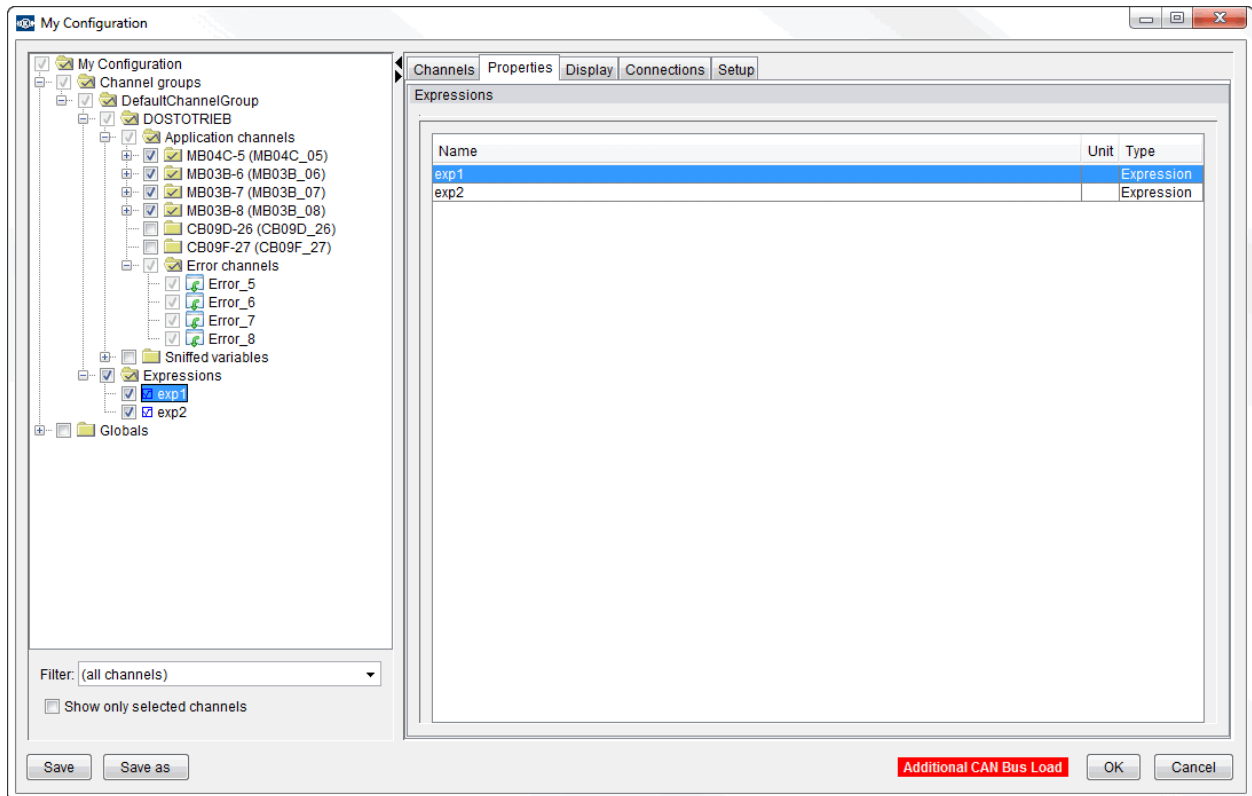 My Configuration
My Configuration
Channel groups
DefaultChannelGroup
DOSTOTRIEB
Application channels
MB04C-5 (MB04C_05)
MB03B-6 (MB03B_06)
MB03B-7 (MB03B_07)
MB03B-8 (MB03B_08)
CB09D-26 (CB09D_26)
CB09F-27 (CB09F_27)
Error channels
Error_5
Error_6
Error_7
Error_8
Sniffed variables
Expressions
exp1
exp2
Globals
Filter: (all channels)
Show only selected channels
Channels Properties Display Connections Setup
Expressions
Name Unit Type
exp1 Expression
exp2 Expression
Save Save as Additional CAN Bus Load OK Cancel